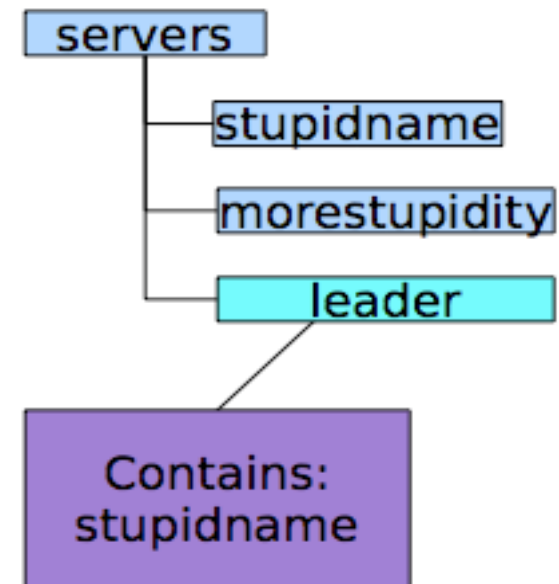 servers
stupidname
morestupidity
leader
Contains:
stupidname